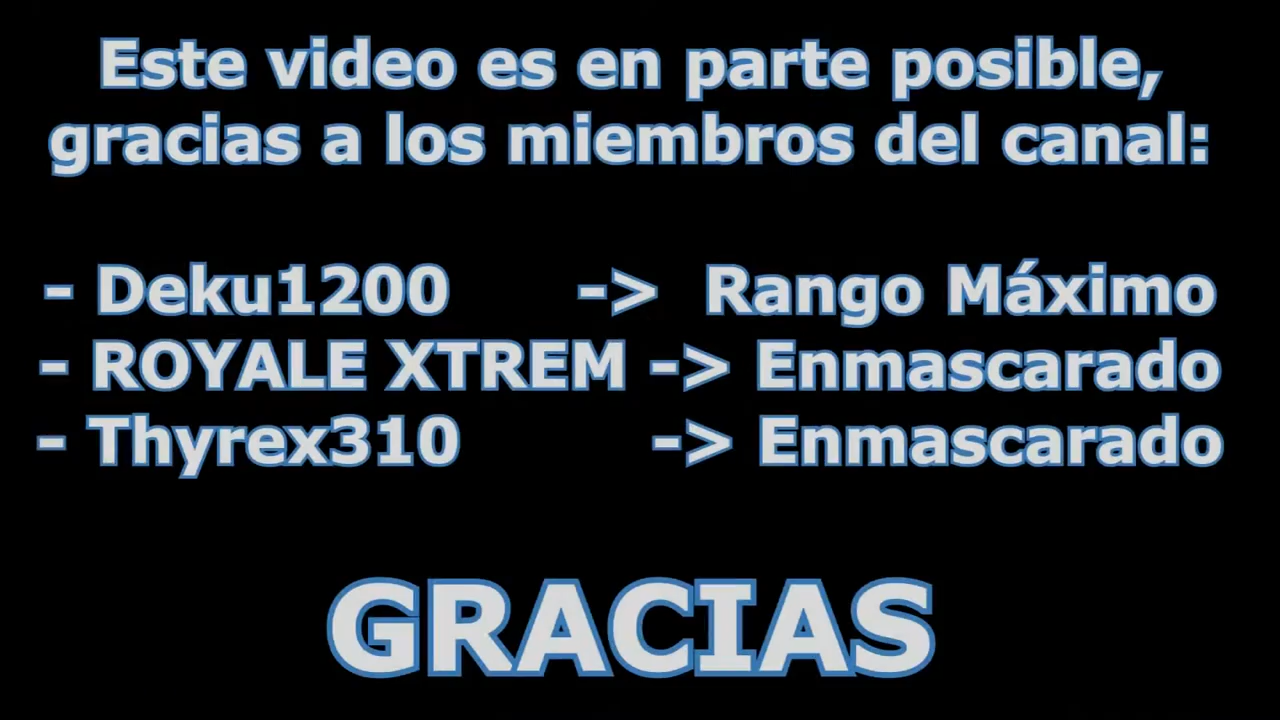 Este video es en parte posible,
gracias a los miembros del canal:
- Deku1200 -> Rango Máximo
- ROYALE XTREM -> Enmascarado
- Thyrex310 -> Enmascarado
GRACIAS